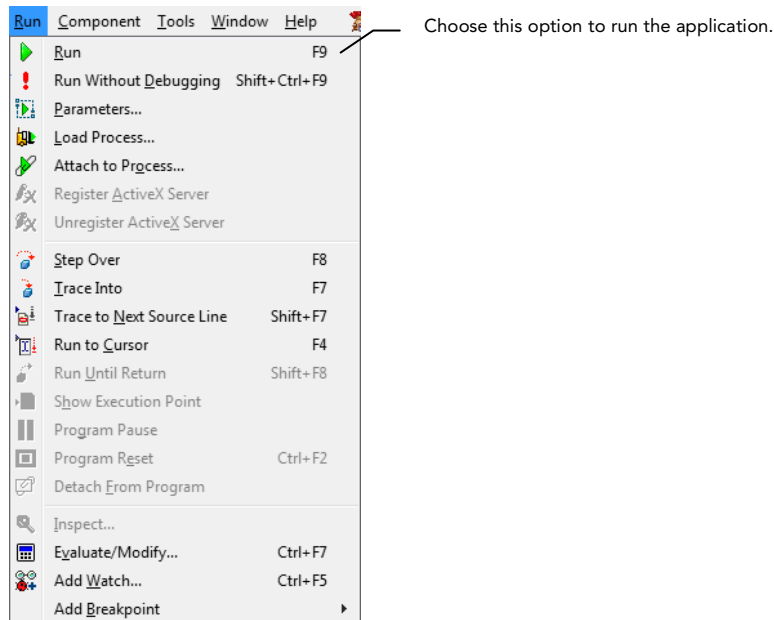 Run Component Tools Window Help
Choose this option to run the application.
Run F9
Run Without Debugging Shift+Ctrl+F9
Parameters...
Load Process...
Attach to Process...
Register ActiveX Server
Unregister ActiveX Server
Step Over F8
Trace Into F7
Trace to Next Source Line Shift+F7
Run to Cursor F4
Run Until Return Shift+F8
Show Execution Point
Program Pause
Program Reset Ctrl+F2
Detach From Program
Inspect...
Evaluate/Modify... Ctrl+F7
Add Watch... Ctrl+F5
Add Breakpoint